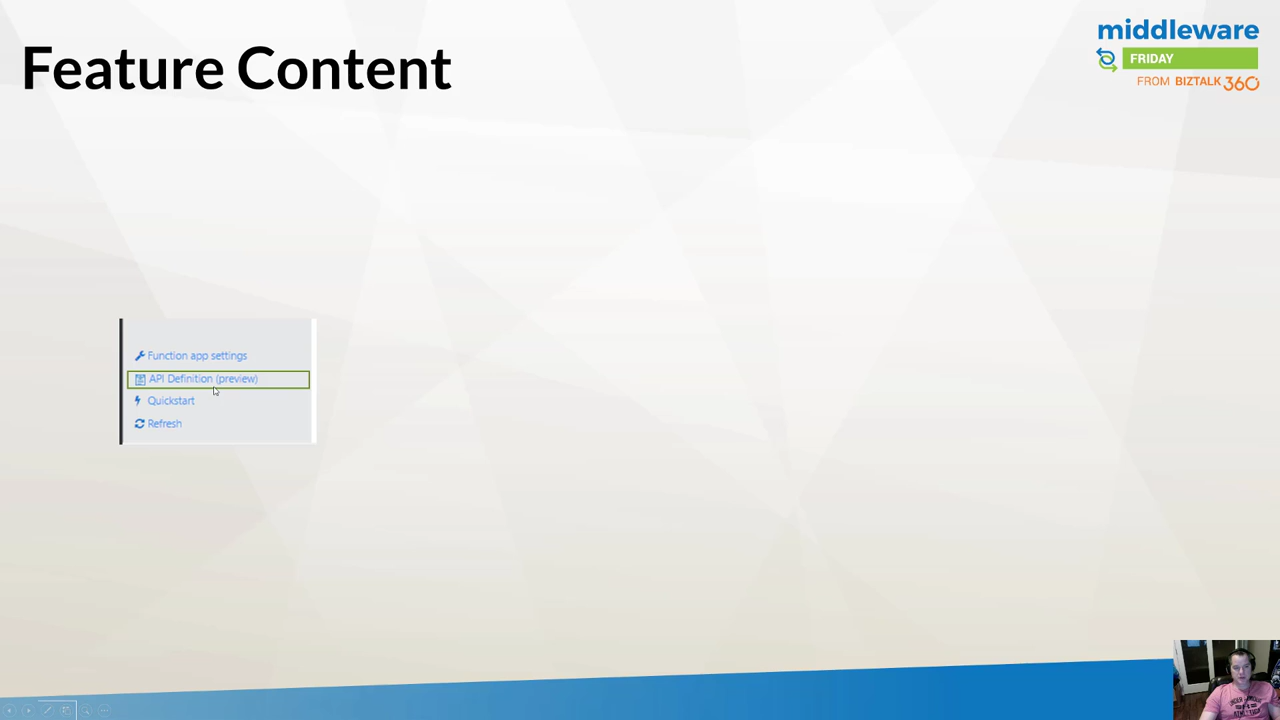 Feature Content
middleware
FRIDAY
FROM BIZTALK 360
Function app settings
API Definition (preview)
Quickstart
Refresh